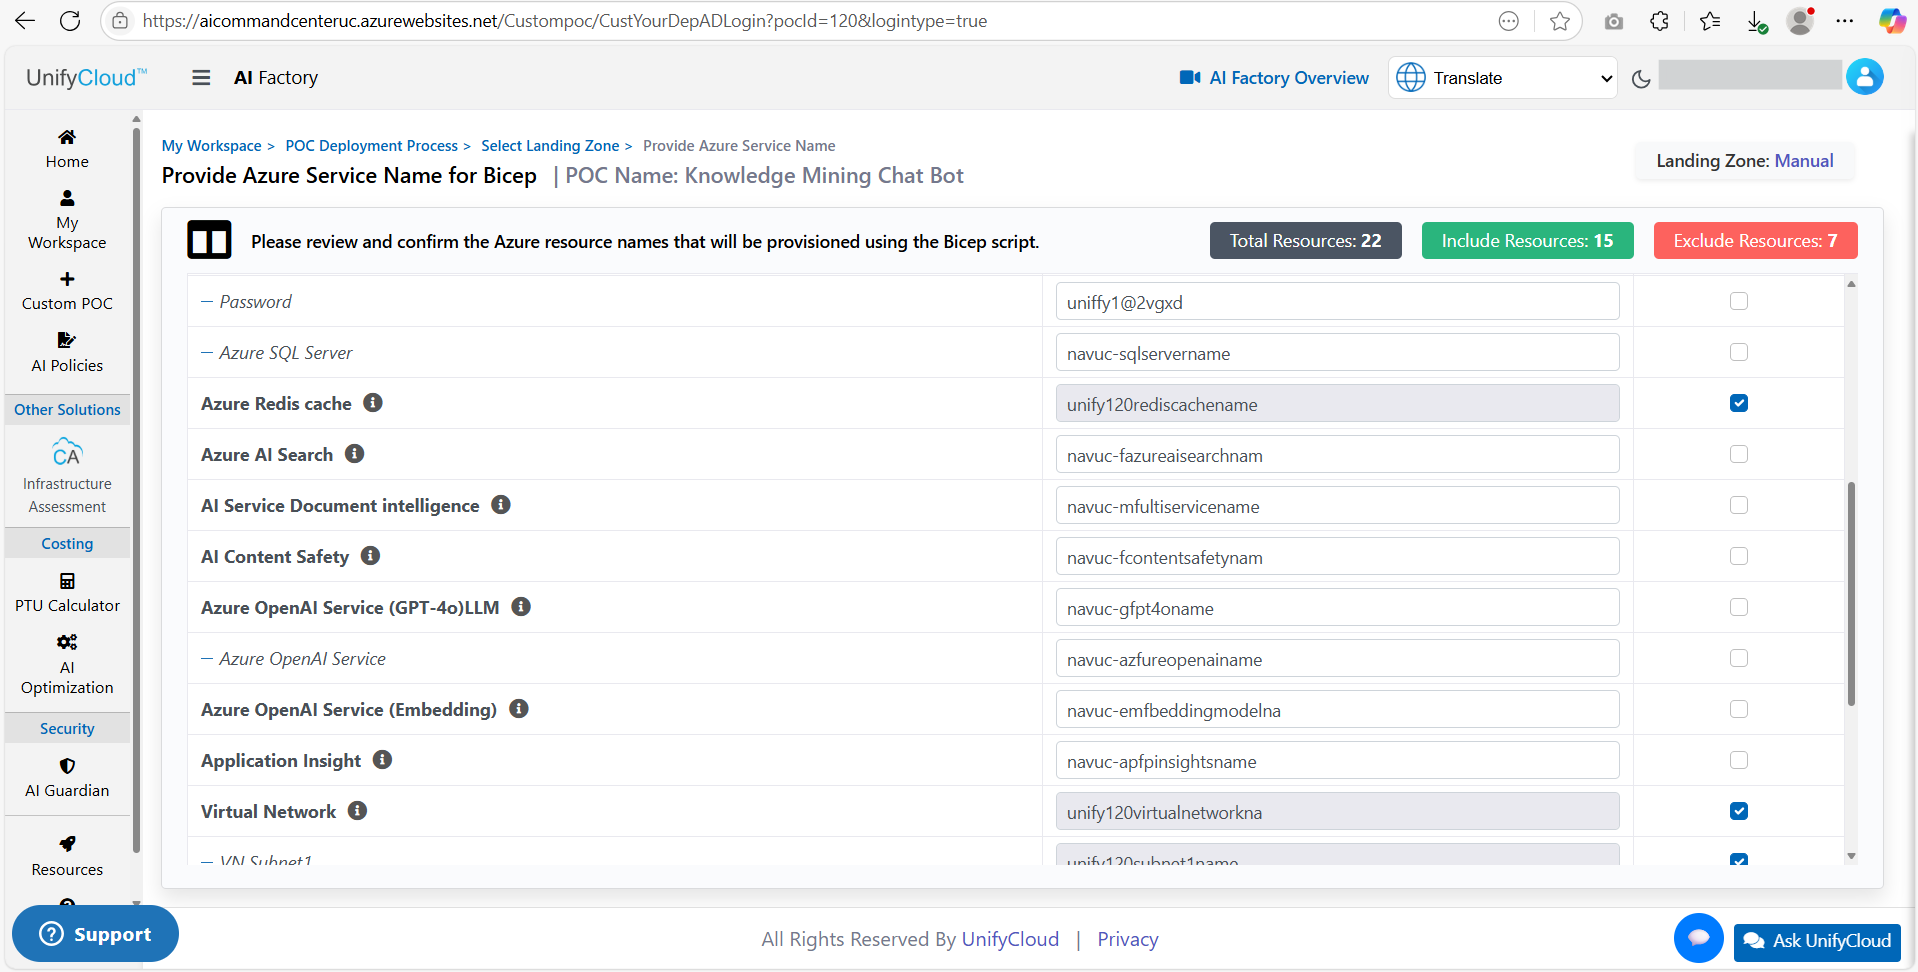 https://aicommandcenteruc.azurewebsites.net/Custompoc/CustYourDepADLogin?pocId=120&logintype=true
UnifyCloud™
AI Factory
AI Factory Overview
Translate
Home
My
Workspace
Custom POC
AI Policies
Other Solutions
CA
Infrastructure
Assessment
Costing
PTU Calculator
AI
Optimization
Security
AI Guardian
Resources
Support
My Workspace > POC Deployment Process > Select Landing Zone > Provide Azure Service Name
Provide Azure Service Name for Bicep | POC Name: Knowledge Mining Chat Bot
Landing Zone: Manual
Please review and confirm the Azure resource names that will be provisioned using the Bicep script.
Total Resources: 22
Include Resources: 15
Exclude Resources: 7
— Password
uniffy1@2vgxd
— Azure SQL Server
navuc-sqlservername
Azure Redis cache
unify120rediscachename
Azure AI Search
navuc-fazureaisearchnam
AI Service Document intelligence
navuc-mfultiservicename
AI Content Safety
navuc-fcontentsafetynam
Azure OpenAI Service (GPT-4o)LLM
navuc-gfpt4oname
— Azure OpenAI Service
navuc-azfureopenainame
Azure OpenAI Service (Embedding)
navuc-emfbeddingmodelna
Application Insight
navuc-apfpinsightsname
Virtual Network
unify120virtualnetworkna
— VN Subnet1
unify120subnet1name
All Rights Reserved By UnifyCloud | Privacy
Ask UnifyCloud